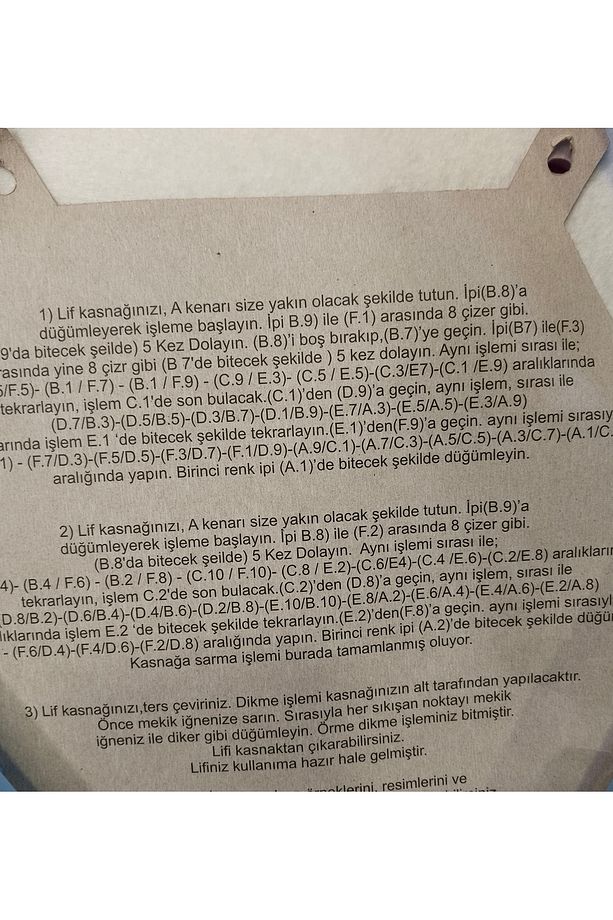 1) Lif kasnağınızı, A kenarı size yakın olacak şekilde tutun. İpi(B.8)'a
düğümleyerek işleme başlayın. İpi B.9) ile (F.1) arasında 8 çizer gibi.
9'da bitecek şeilde) 5 Kez Dolayın. (B.8)'i boş bırakıp,(B.7)'ye geçin. İpi(B7) ile(F.3)
rasında yine 8 çizr gibi (B 7'de bitecek şekilde ) 5 kez dolayın. Aynı işlemi sırası ile;
5/F.5)- (B.1 / F.7) - (B.1 / F.9) - (C.9 / E.3)- (C.5 / E.5)-(C.3/E7)-(C.1 /E.9) aralıklarında
tekrarlayın, işlem C.1'de son bulacak.(C.1)'den (D.9)'a geçin, aynı işlem, sırası ile
(D.7/B.3)-(D.5/B.5)-(D.3/B.7)-(D.1/B.9)-(E.7/A.3)-(E.5/A.5)-(E.3/A.9)
arında işlem E.1 'de bitecek şekilde tekrarlayın.(E.1)'den(F.9)'a geçin. aynı işlemi sırasıy
1) - (F.7/D.3)-(F.5/D.5)-(F.3/D.7)-(F.1/D.9)-(A.9/C.1)-(A.7/C.3)-(A.5/C.5)-(A.3/C.7)-(A.1/C.
aralığında yapın. Birinci renk ipi (A.1)'de bitecek şekilde düğümleyin.
2) Lif kasnağınızı, A kenarı size yakın olacak şekilde tutun. İpi(B.9)'a
düğümleyerek işleme başlayın. İpi B.8) ile (F.2) arasında 8 çizer gibi.
(B.8'da bitecek şeilde) 5 Kez Dolayın. Aynı işlemi sırası ile;
4)- (B.4 / F.6) - (B.2 / F.8) - (C.10 / F.10)- (C.8 / E.2)-(C.6/E4)-(C.4 /E.6)-(C.2/E.8) aralıkların
tekrarlayın, işlem C.2'de son bulacak.(C.2)'den (D.8)'a geçin, aynı işlem, sırası ile
(D.8/B.2)-(D.6/B.4)-(D.4/B.6)-(D.2/B.8)-(E.10/B.10)-(E.8/A.2)-(E.6/A.4)-(E.4/A.6)-(E.2/A.8)
lıklarında işlem E.2 'de bitecek şekilde tekrarlayın.(E.2)'den(F.8)'a geçin. aynı işlemi sırasıyl
- (F.6/D.4)-(F.4/D.6)-(F.2/D.8) aralığında yapın. Birinci renk ipi (A.2)'de bitecek şekilde düğü
Kasnağa sarma işlemi burada tamamlanmış oluyor.
3) Lif kasnağınızı,ters çeviriniz. Dikme işlemi kasnağınızın alt tarafından yapılacaktır.
Önce mekik iğnenize sarın. Sırasıyla her sıkışan noktayı mekik
iğneniz ile diker gibi düğümleyin. Örme dikme işleminiz bitmiştir.
Lifi kasnaktan çıkarabilirsiniz.
Lifiniz kullanıma hazır hale gelmiştir.
örneklerini, resimlerini ve